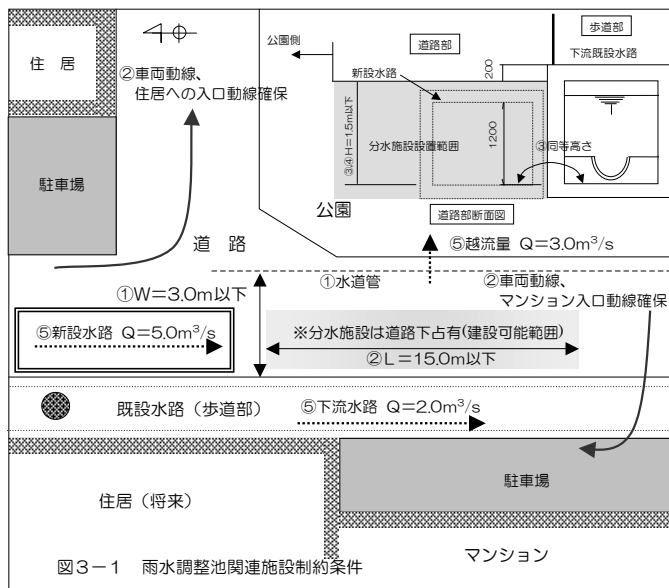 住 居
②車両動線、
住居への入口動線確保
駐車場
道 路
公園側
道路部
新設水路
歩道部
下流既設水路
200
③,④H=1.5m以下
分水施設設置範囲
1200
③同等高さ
道路部断面図
公園
⑤越流量 Q=3.0m³/s
①W=3.0m以下
①水道管
②車両動線、
マンション入口動線確保
⑤新設水路 Q=5.0m³/s
※分水施設は道路下占有(建設可能範囲)
②L=15.0m以下
既設水路(歩道部)
⑤下流水路 Q=2.0m³/s
住居(将来)
駐車場
マンション
図3-1 雨水調整池関連施設制約条件